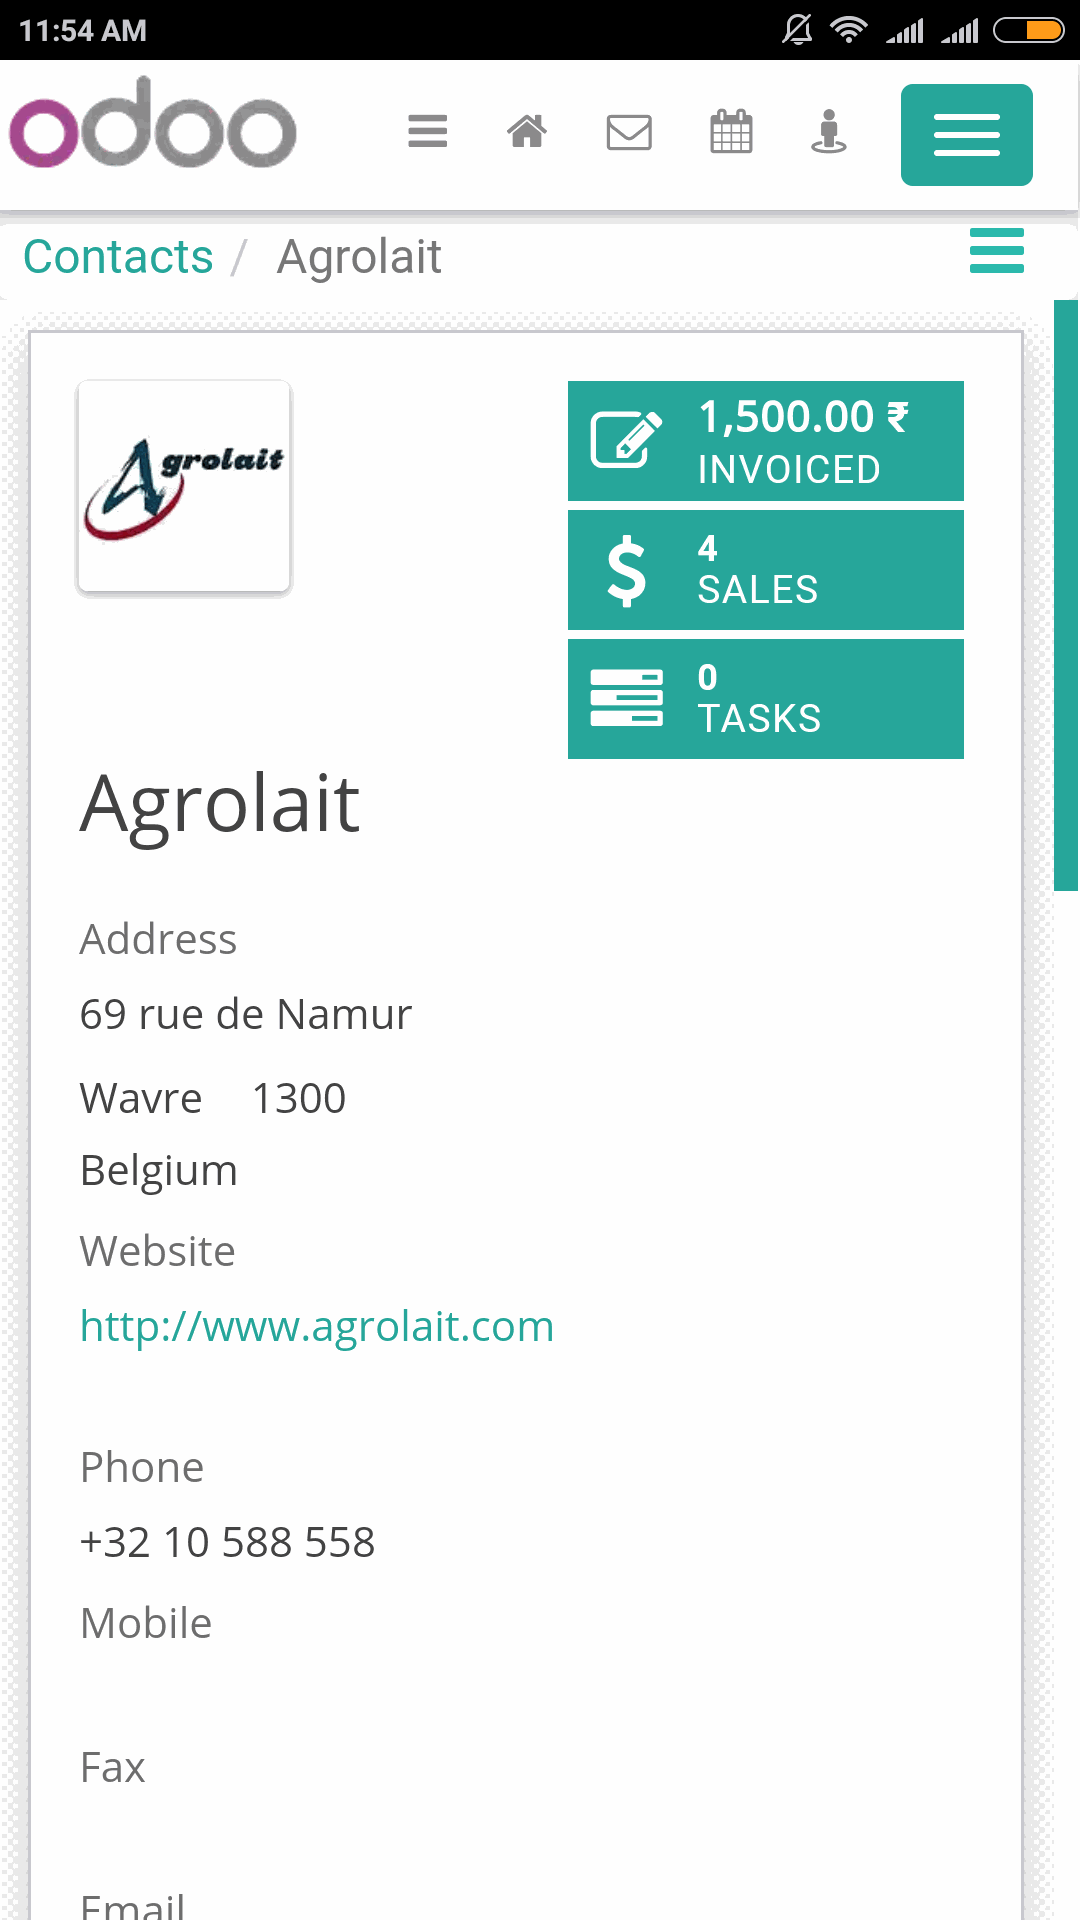 11:54 AM
odoo
Contacts / Agrolait
Agrolait
1,500.00 ₹
INVOICED
4
SALES
0
TASKS
Agrolait
Address
69 rue de Namur
Wavre 1300
Belgium
Website
http://www.agrolait.com
Phone
+32 10 588 558
Mobile
Fax
Email